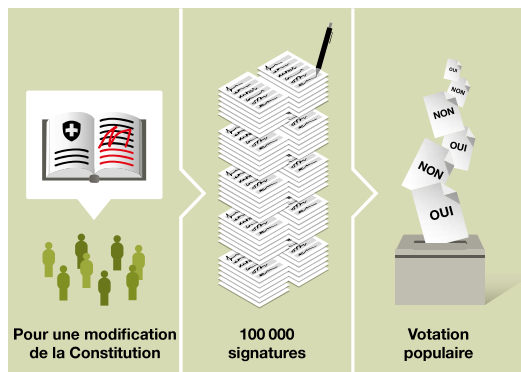 OUI
NON
NON
OUI
NON
OUI
Pour une modification
de la Constitution
100 000
signatures
Votation
populaire